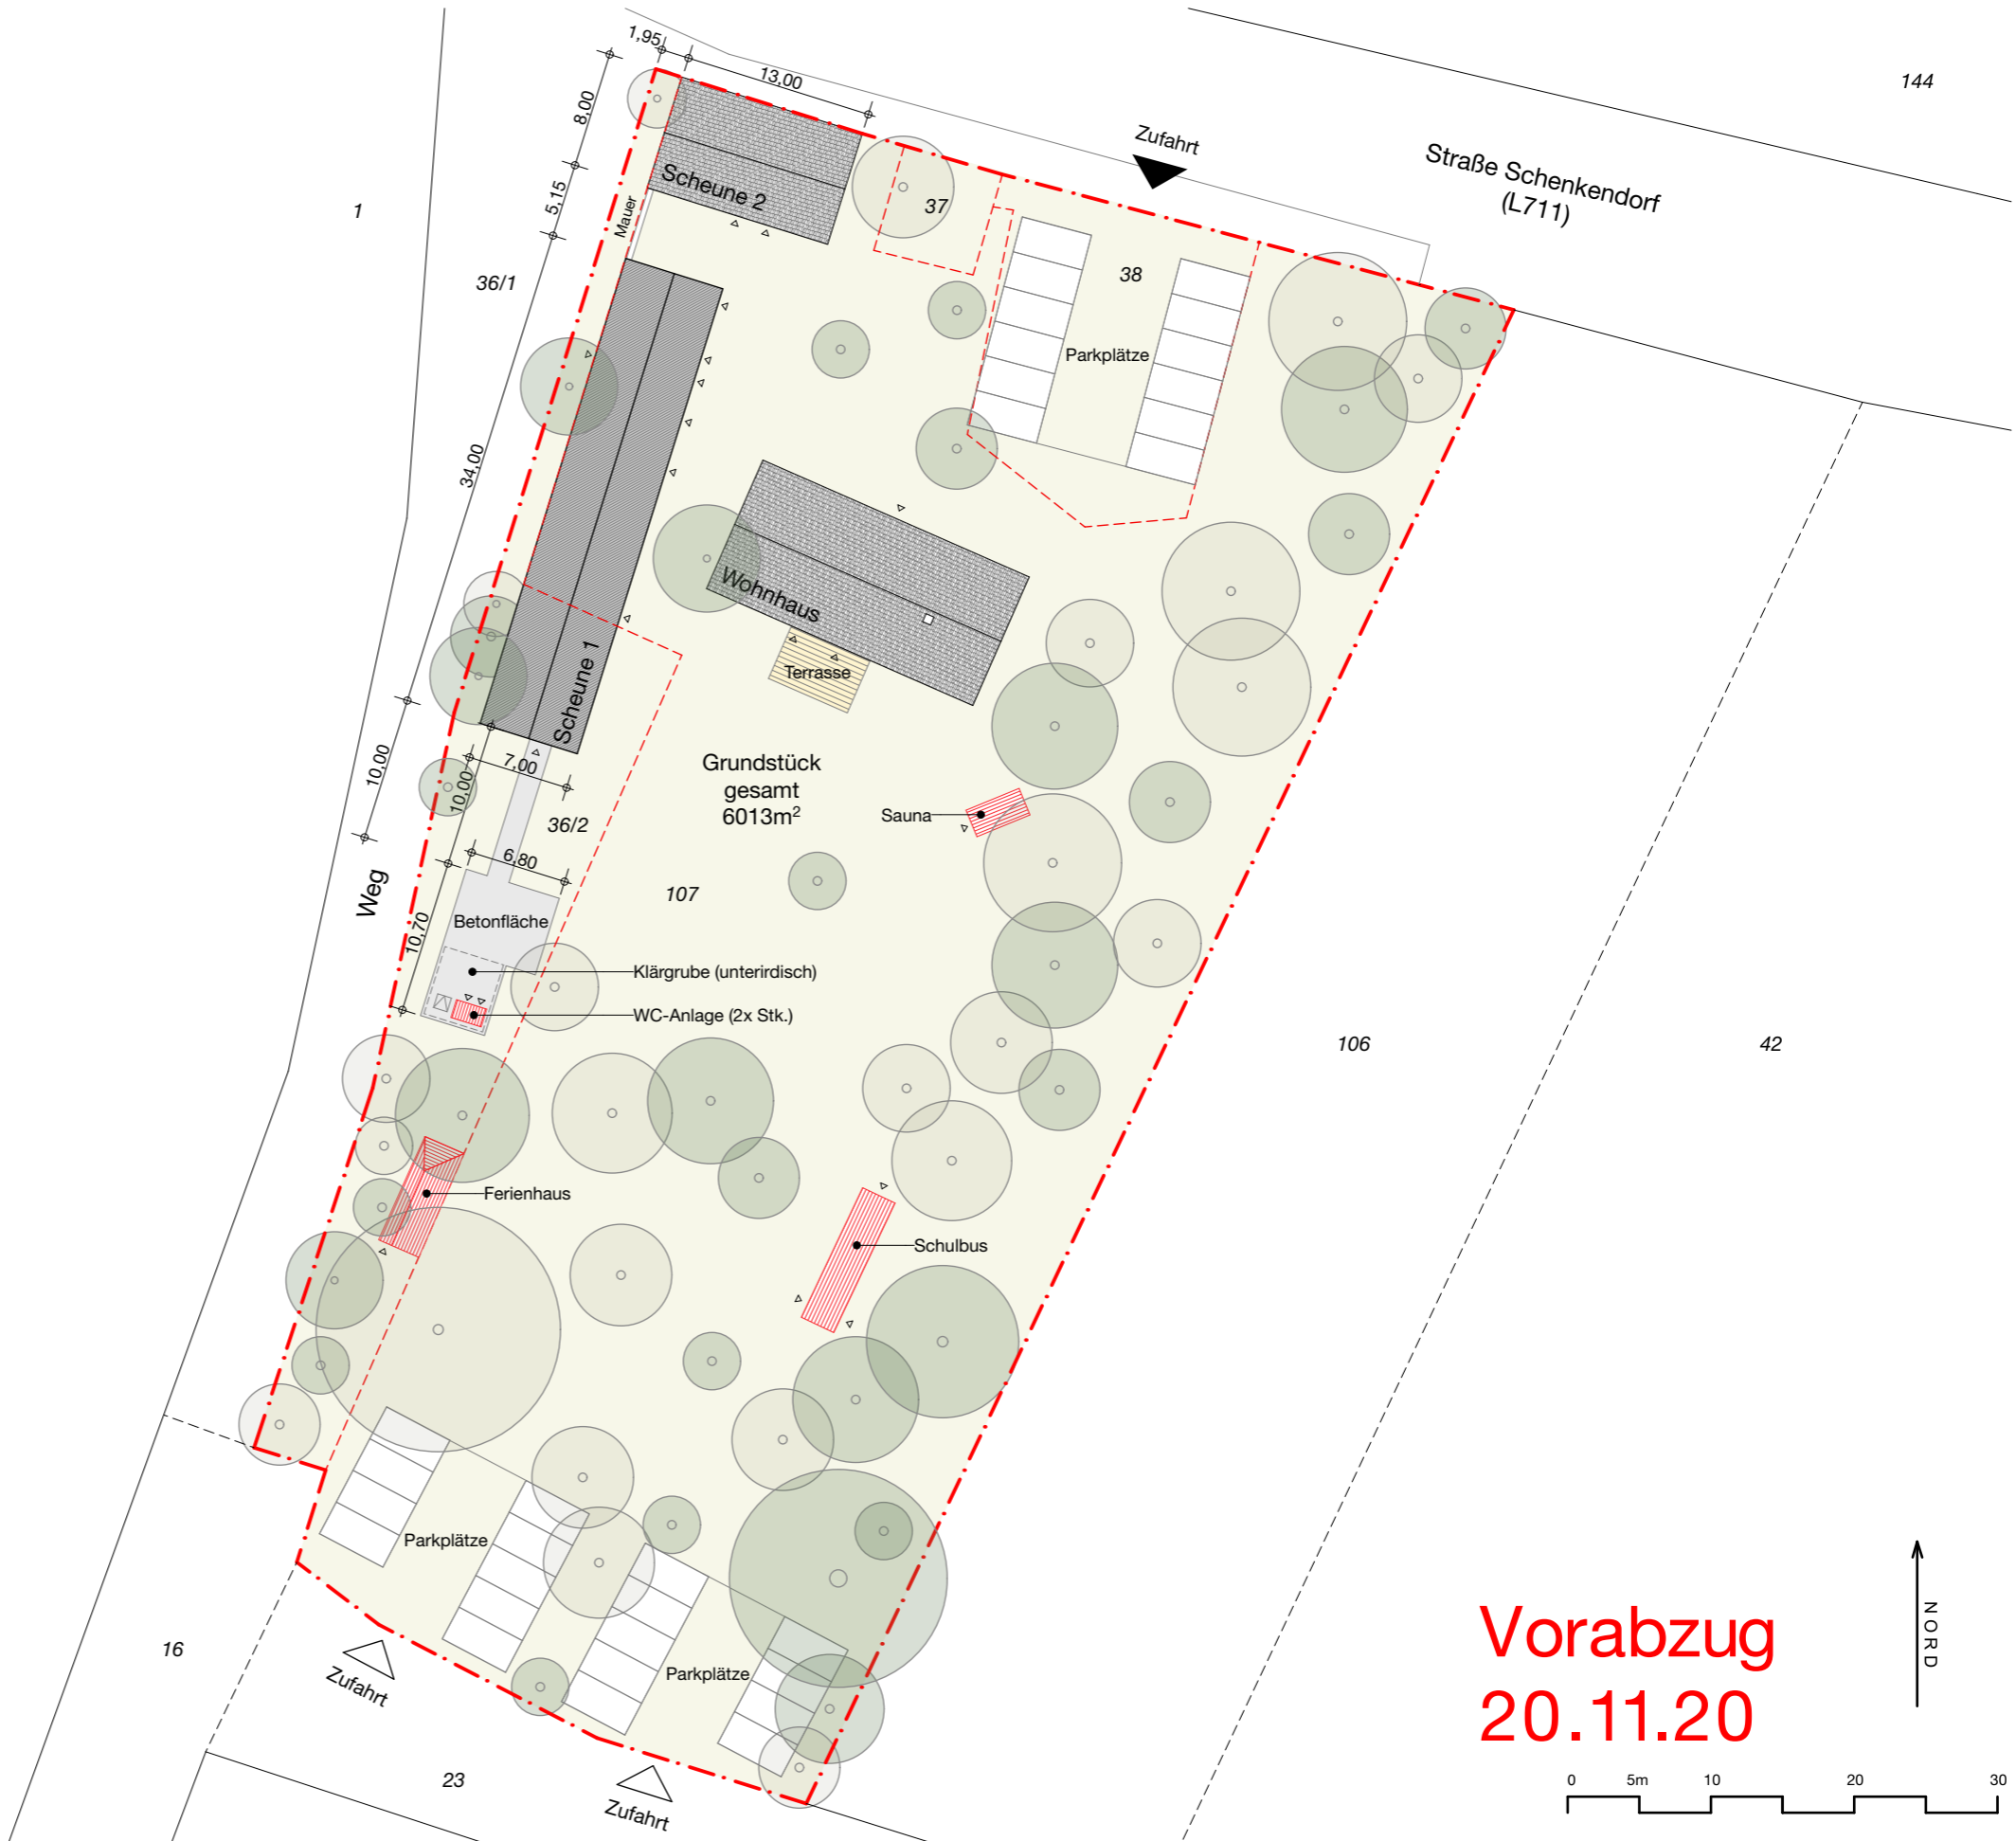 1,95
13,00
8,00
5,15
34,00
10,00
144
Zufahrt
Straße Schenkendorf
(L711)
1
36/1
Mauer
Scheune 2
37
38
Parkplätze
Wohnhaus
Terrasse
Scheune 1
7,00
10,00
36/2
6,80
10,70
Weg
Grundstück
gesamt
6013m²
Sauna
107
Betonfläche
Klärgrube (unterirdisch)
WC-Anlage (2x Stk.)
106
42
Ferienhaus
Schulbus
Parkplätze
Parkplätze
16
Zufahrt
23
Zufahrt
Vorabzug
20.11.20
NORD
0 5m 10 20 30